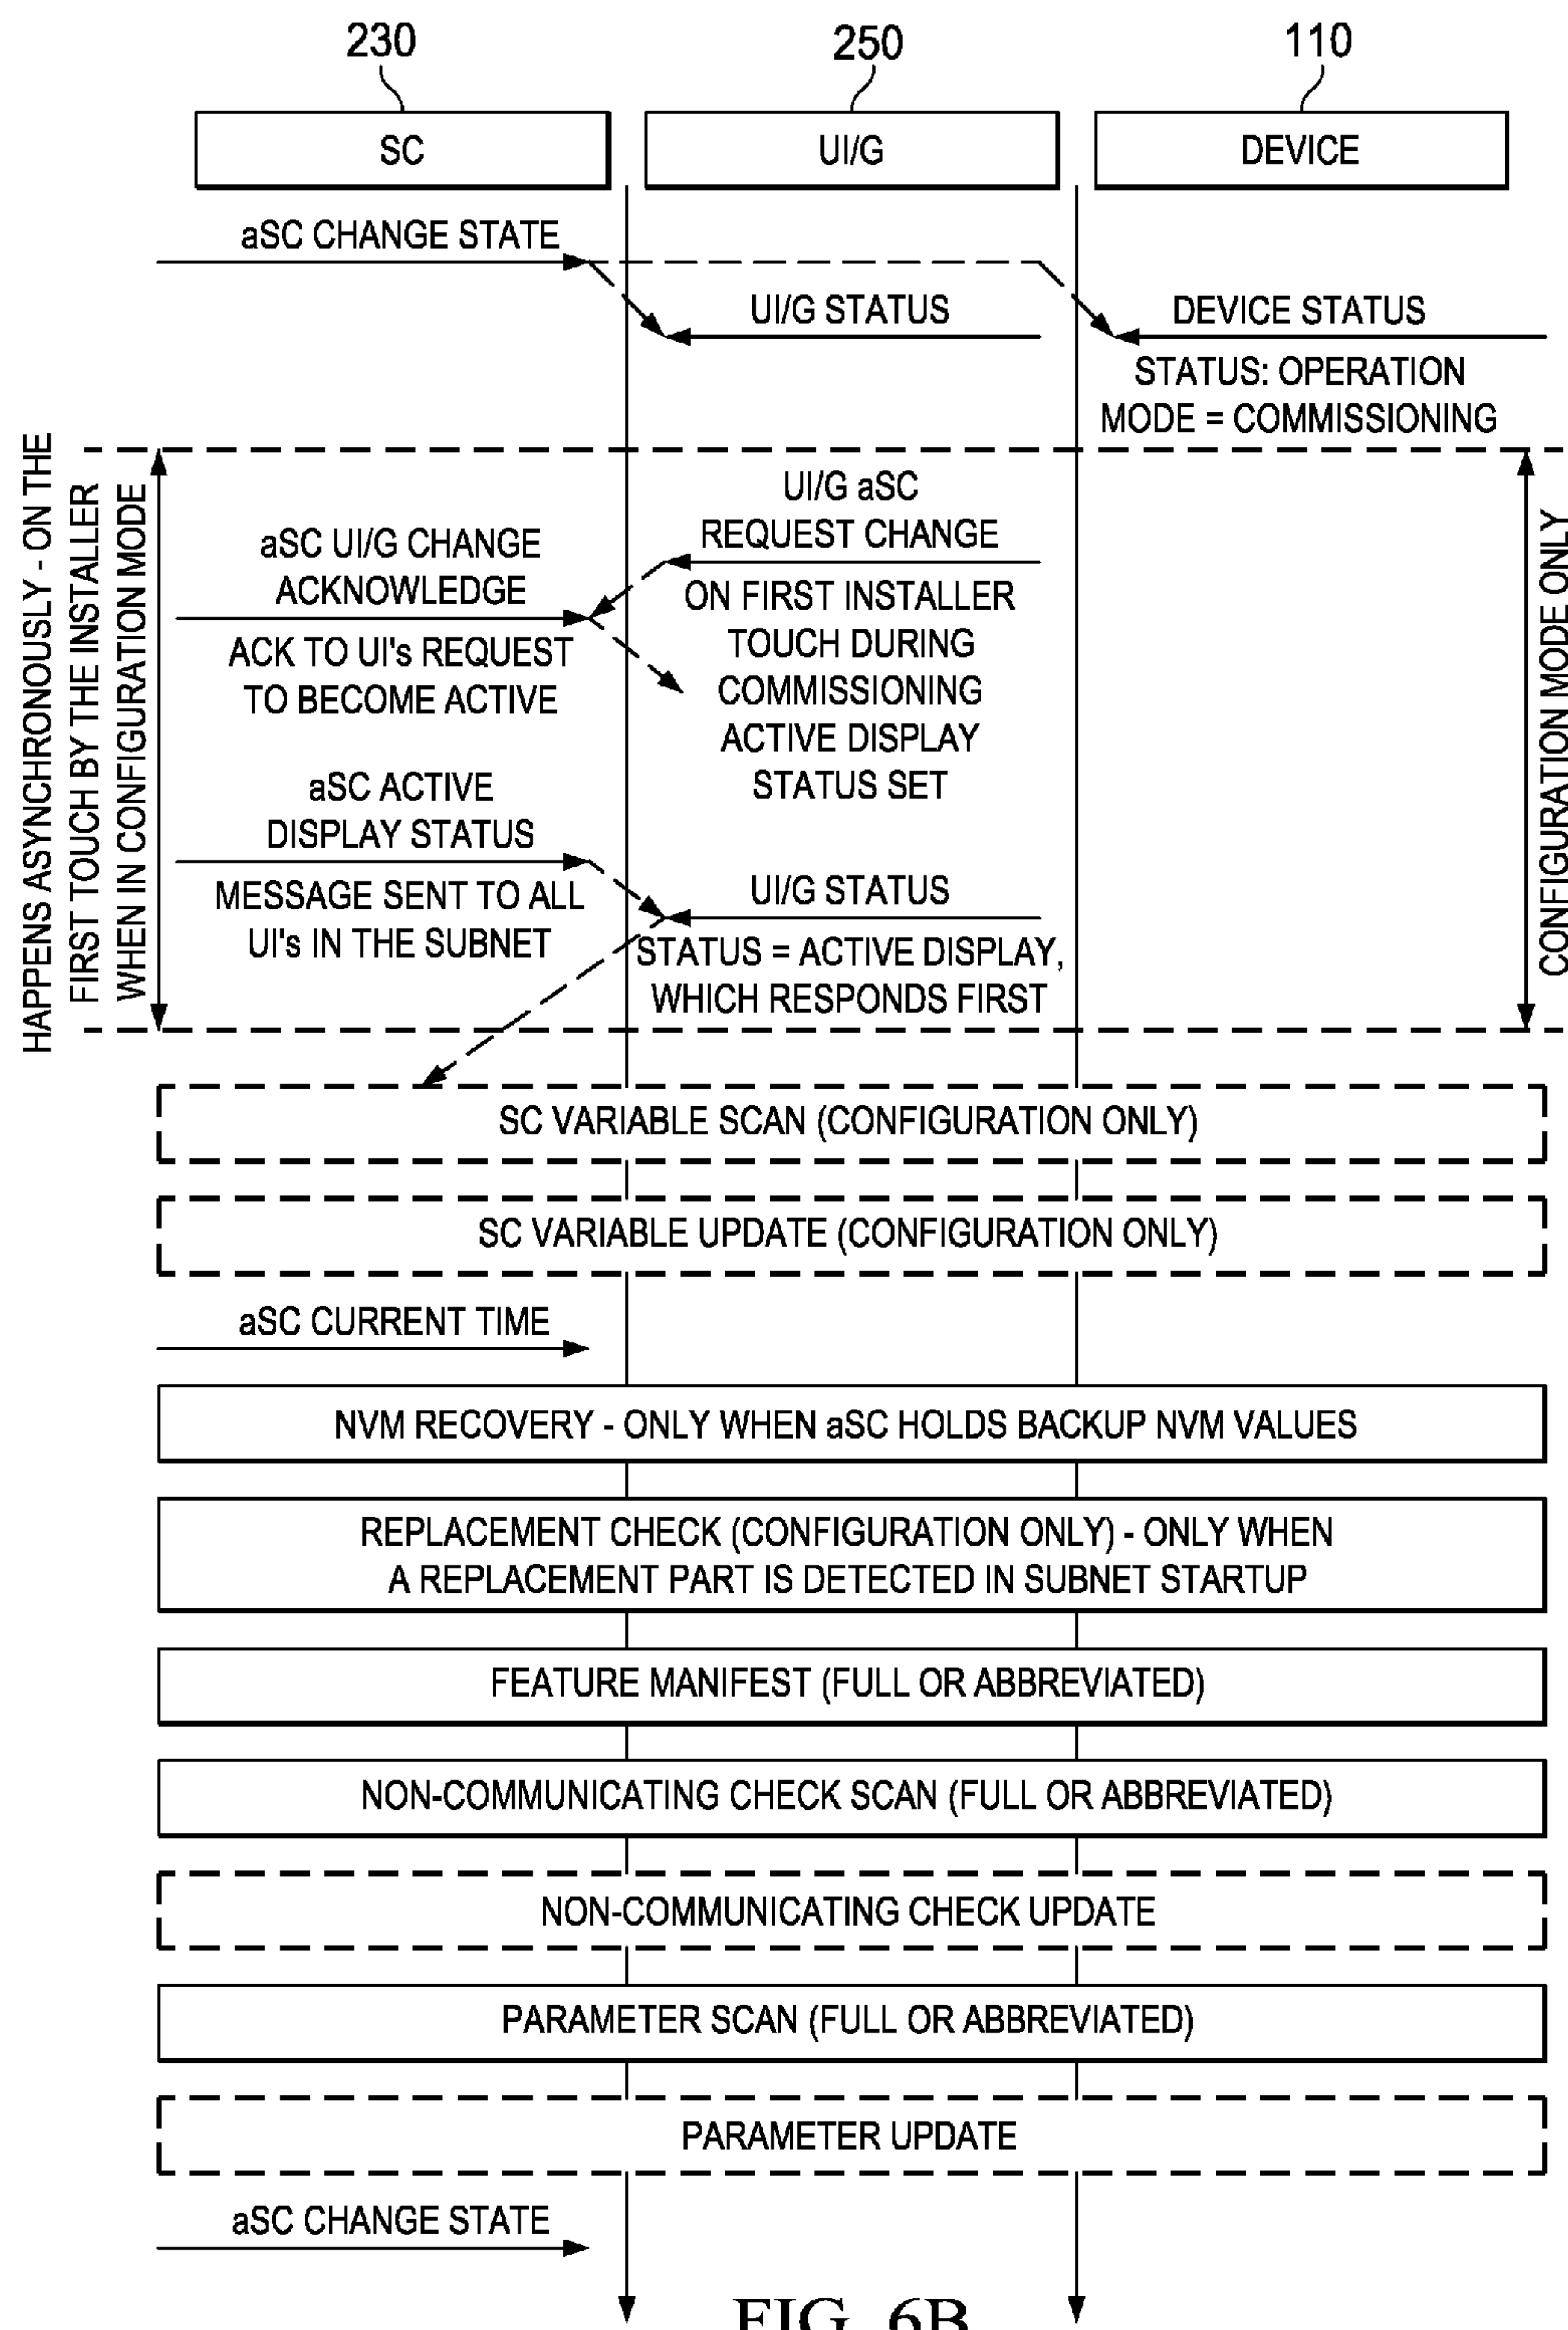 230
250
110
SC
UI/G
DEVICE
aSC CHANGE STATE
UI/G STATUS
DEVICE STATUS
STATUS: OPERATION
MODE = COMMISSIONING
HAPPENS ASYNCHRONOUSLY - ON THE
FIRST TOUCH BY THE INSTALLER
WHEN IN CONFIGURATION MODE
UI/G aSC
REQUEST CHANGE
ON FIRST INSTALLER
TOUCH DURING
COMMISSIONING
ACTIVE DISPLAY
STATUS SET
aSC UI/G CHANGE
ACKNOWLEDGE
ACK TO UI's REQUEST
TO BECOME ACTIVE
aSC ACTIVE
DISPLAY STATUS
MESSAGE SENT TO ALL
UI's IN THE SUBNET
UI/G STATUS
STATUS = ACTIVE DISPLAY,
WHICH RESPONDS FIRST
CONFIGURATION MODE ONLY
SC VARIABLE SCAN (CONFIGURATION ONLY)
SC VARIABLE UPDATE (CONFIGURATION ONLY)
aSC CURRENT TIME
NVM RECOVERY - ONLY WHEN aSC HOLDS BACKUP NVM VALUES
REPLACEMENT CHECK (CONFIGURATION ONLY) - ONLY WHEN
A REPLACEMENT PART IS DETECTED IN SUBNET STARTUP
FEATURE MANIFEST (FULL OR ABBREVIATED)
NON-COMMUNICATING CHECK SCAN (FULL OR ABBREVIATED)
NON-COMMUNICATING CHECK UPDATE
PARAMETER SCAN (FULL OR ABBREVIATED)
PARAMETER UPDATE
aSC CHANGE STATE
FIG. 6B